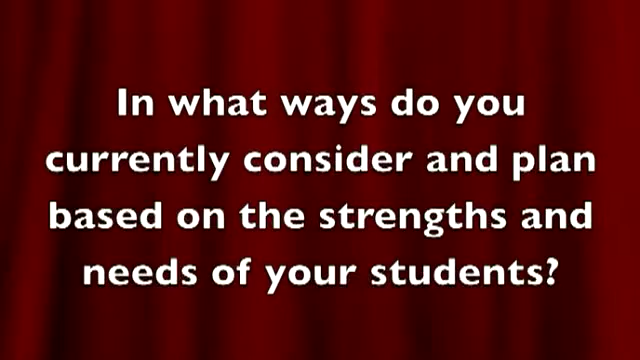 In what ways do you
currently consider and plan
based on the strengths and
needs of your students?